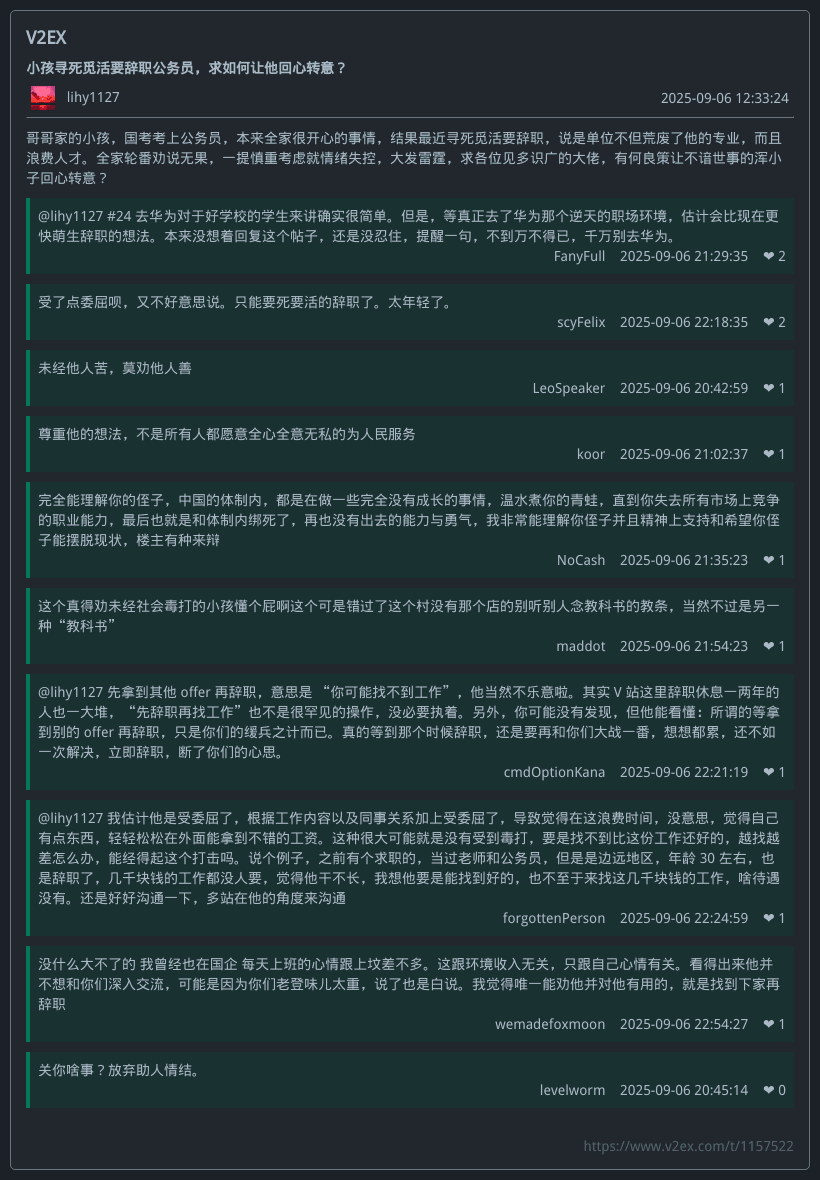 V2EX
小孩寻死觅活要辞职公务员，求如何让他回心转意？
lihy1127
2025-09-06 12:33:24
哥哥家的小孩，国考考上公务员，本来全家很开心的事情，结果最近寻死觅活要辞职，说是单位不但荒废了他的专业，而且
浪费人才。全家轮番劝说无果，一提慎重考虑就情绪失控，大发雷霆，求各位见多识广的大佬，有何良策让不谙世事的浑小
子回心转意？
@lihy1127 #24 去华为对于好学校的学生来讲确实很简单。但是，等真正去了华为那个逆天的职场环境，估计会比现在更
快萌生辞职的想法。本来没想着回复这个帖子，还是没忍住，提醒一句，不到万不得已，千万别去华为。
FanyFull 2025-09-06 21:29:35 ❤ 2
受了点委屈呗，又不好意思说。只能要死要活的辞职了。太年轻了。
scyFelix 2025-09-06 22:18:35 ❤ 2
未经他人苦，莫劝他人善
LeoSpeaker 2025-09-06 20:42:59 ❤ 1
尊重他的想法，不是所有人都愿意全心全意无私的为人民服务
koor 2025-09-06 21:02:37 ❤ 1
完全能理解你的侄子，中国的体制内，都是在做一些完全没有成长的事情，温水煮你的青蛙，直到你失去所有市场上竞争
的职业能力，最后也就是和体制内绑死了，再也没有出去的能力与勇气，我非常能理解你侄子并且精神上支持和希望你侄
子能摆脱现状，楼主有种来辩
NoCash 2025-09-06 21:35:23 ❤ 1
这个真得劝未经社会毒打的小孩懂个屁啊这个可是错过了这个村没有那个店的别听别人念教科书的教条，当然不过是另一
种“教科书”
maddot 2025-09-06 21:54:23 ❤ 1
@lihy1127 先拿到其他 offer 再辞职，意思是 “你可能找不到工作”，他当然不乐意啦。其实 V 站这里辞职休息一两年的
人也一大堆，“先辞职再找工作”也不是很罕见的操作，没必要执着。另外，你可能没有发现，但他能看懂：所谓的等拿
到别的 offer 再辞职，只是你们的缓兵之计而已。真的等到那个时候辞职，还是要再和你们大战一番，想想都累，还不如
一次解决，立即辞职，断了你们的心思。
cmdOptionKana 2025-09-06 22:21:19 ❤ 1
@lihy1127 我估计他是受委屈了，根据工作内容以及同事关系加上受委屈了，导致觉得在这浪费时间，没意思，觉得自己
有点东西，轻轻松松在外面能拿到不错的工资。这种很大可能就是没有受到毒打，要是找不到比这份工作还好的，越找越
差怎么办，能经得起这个打击吗。说个例子，之前有个求职的，当过老师和公务员，但是是边远地区，年龄 30 左右，也
是辞职了，几千块钱的工作都没人要，觉得他干不长，我想他要是能找到好的，也不至于来找这几千块钱的工作，啥待遇
没有。还是好好沟通一下，多站在他的角度来沟通
forgottenPerson 2025-09-06 22:24:59 ❤ 1
没什么大不了的 我曾经也在国企 每天上班的心情跟上坟差不多。这跟环境收入无关，只跟自己心情有关。看得出来他并
不想和你们深入交流，可能是因为你们老登味儿太重，说了也是白说。我觉得唯一能劝他并对他有用的，就是找到下家再
辞职
wemadefoxmoon 2025-09-06 22:54:27 ❤ 1
关你啥事？放弃助人情结。
levelworm 2025-09-06 20:45:14 ❤ 0
https://www.v2ex.com/t/1157522